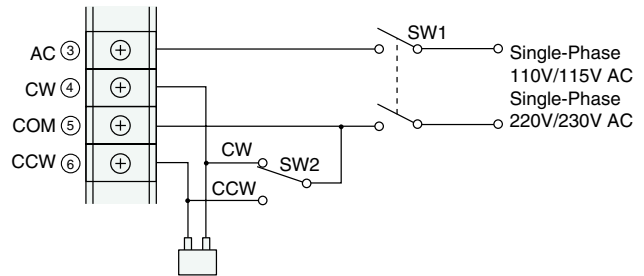 AC ③
CW ④
COM ⑤
CCW ⑥
SW1
Single-Phase
110V/115V AC
Single-Phase
220V/230V AC
CW
SW2
CCW